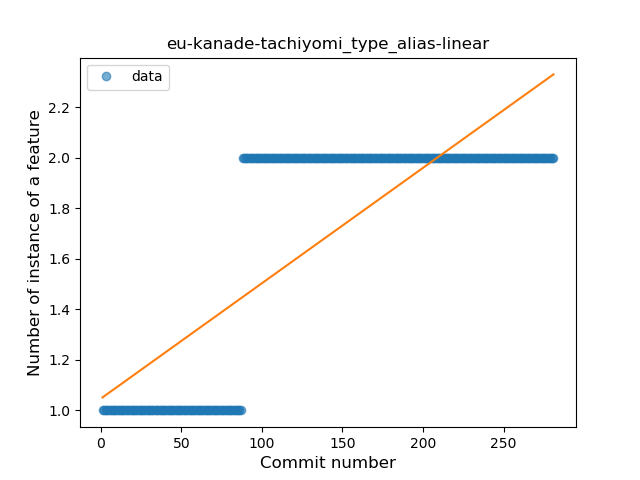 eu-kanade-tachiyomi_type_alias-linear
data
Number of instance of a feature
2.2
2.0
1.8
1.6
1.4
1.2
1.0
0 50 100 150 200 250
Commit number